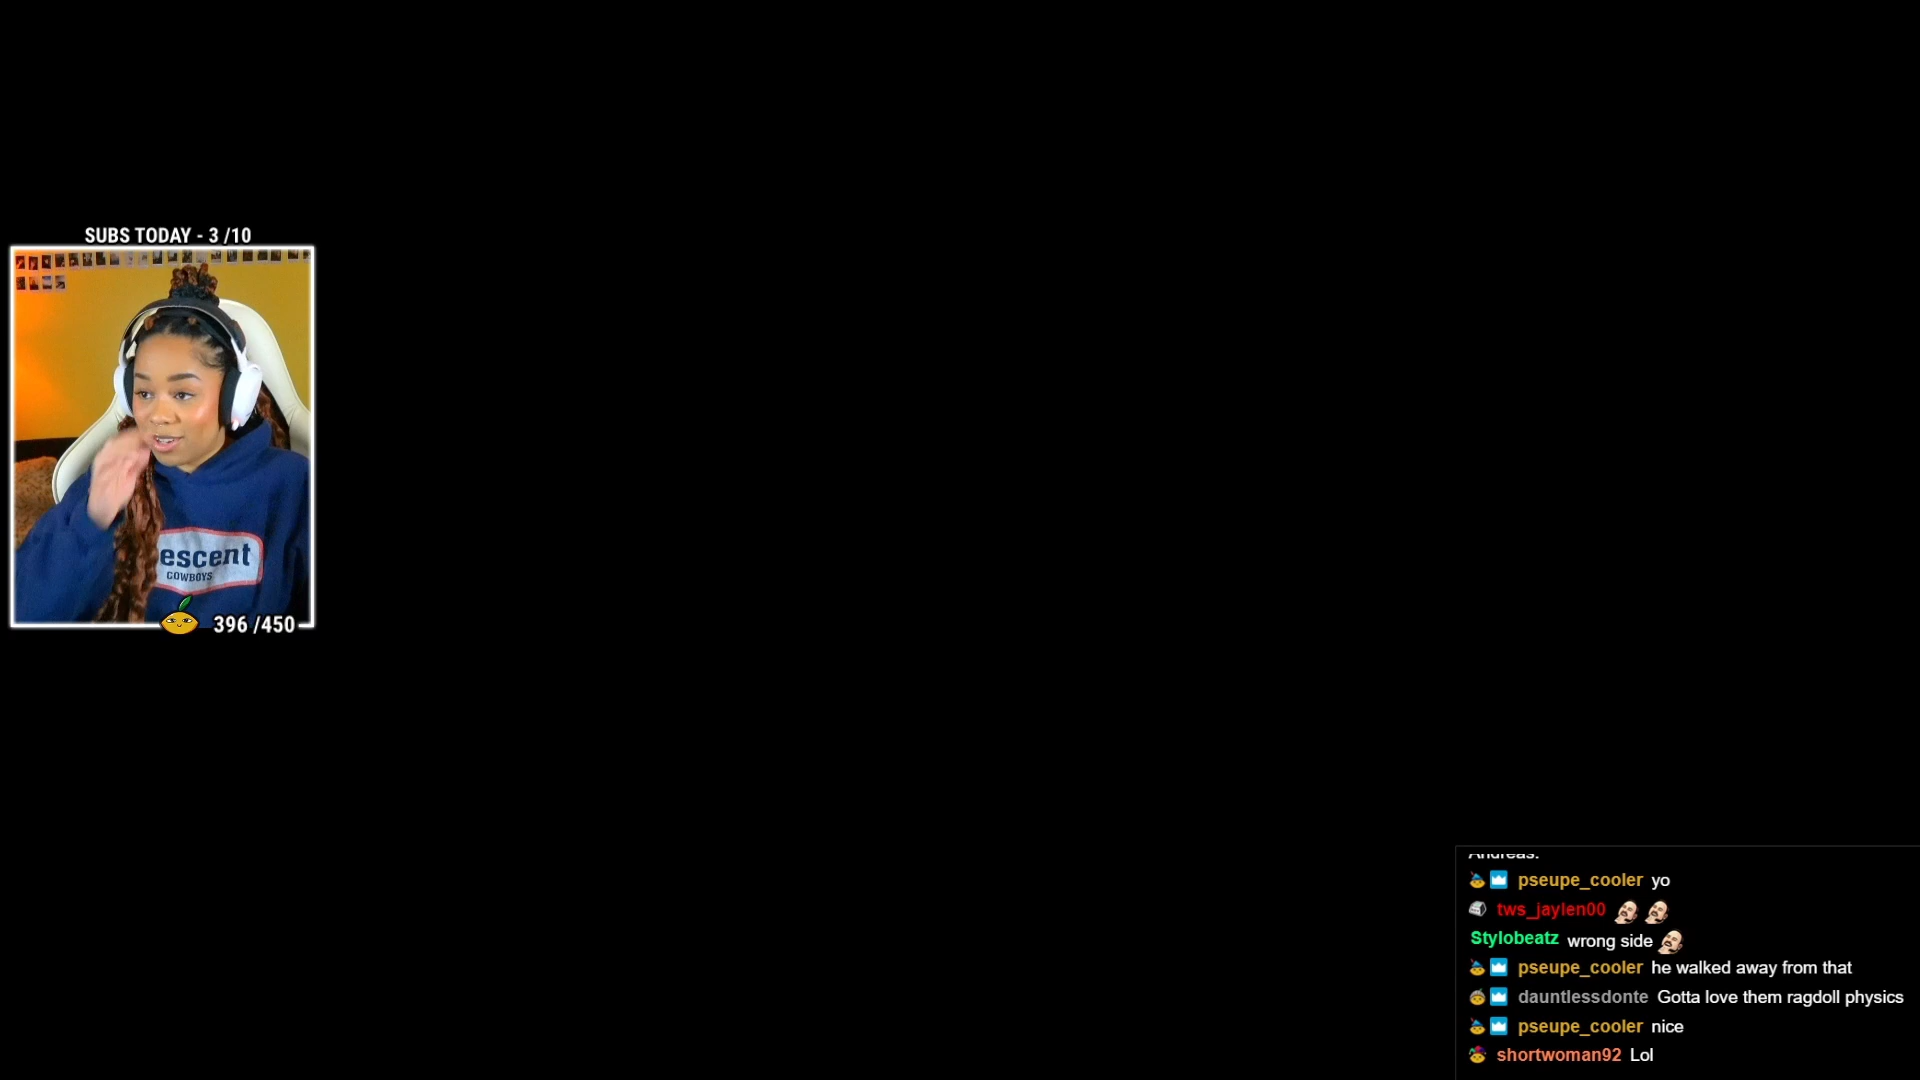 SUBS TODAY - 3 /10
escent
COWBOYS
396 /450
Andreas.
pseupe_cooler yo
tws_jaylen00
Stylobeatz wrong side
pseupe_cooler he walked away from that
dauntlessdonte Gotta love them ragdoll physics
pseupe_cooler nice
shortwoman92 Lol